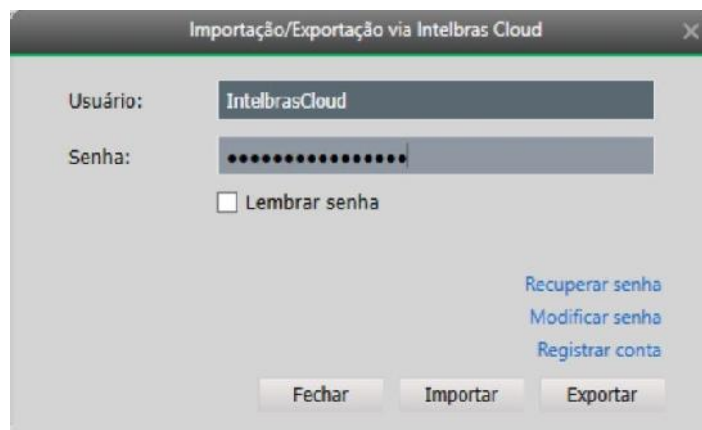 Importação/Exportação via Intelbras Cloud
Usuário: IntelbrasCloud
Senha: ●●●●●●●●●●●●●●●●
Lembrar senha
Recuperar senha
Modificar senha
Registrar conta
Fechar Importar Exportar